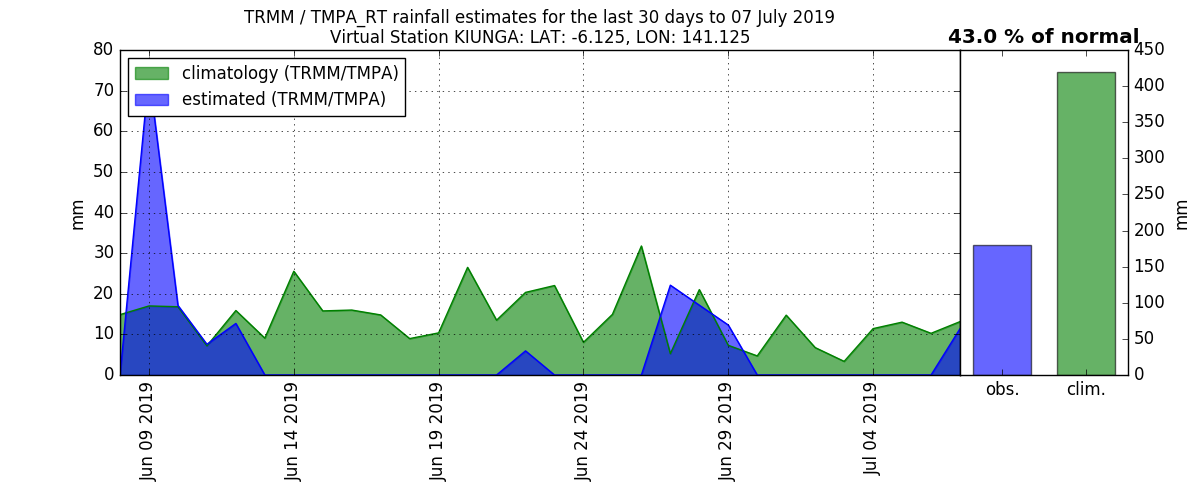 TRMM / TMPA_RT rainfall estimates for the last 30 days to 07 July 2019
Virtual Station KIUNGA: LAT: -6.125, LON: 141.125
43.0 % of normal
climatology (TRMM/TMPA)
estimated (TRMM/TMPA)
80
70
60
50
40
30
20
10
0
mm
Jun 09 2019
Jun 14 2019
Jun 19 2019
Jun 24 2019
Jun 29 2019
Jul 04 2019
obs.
clim.
450
400
350
300
250
200
150
100
50
0
mm